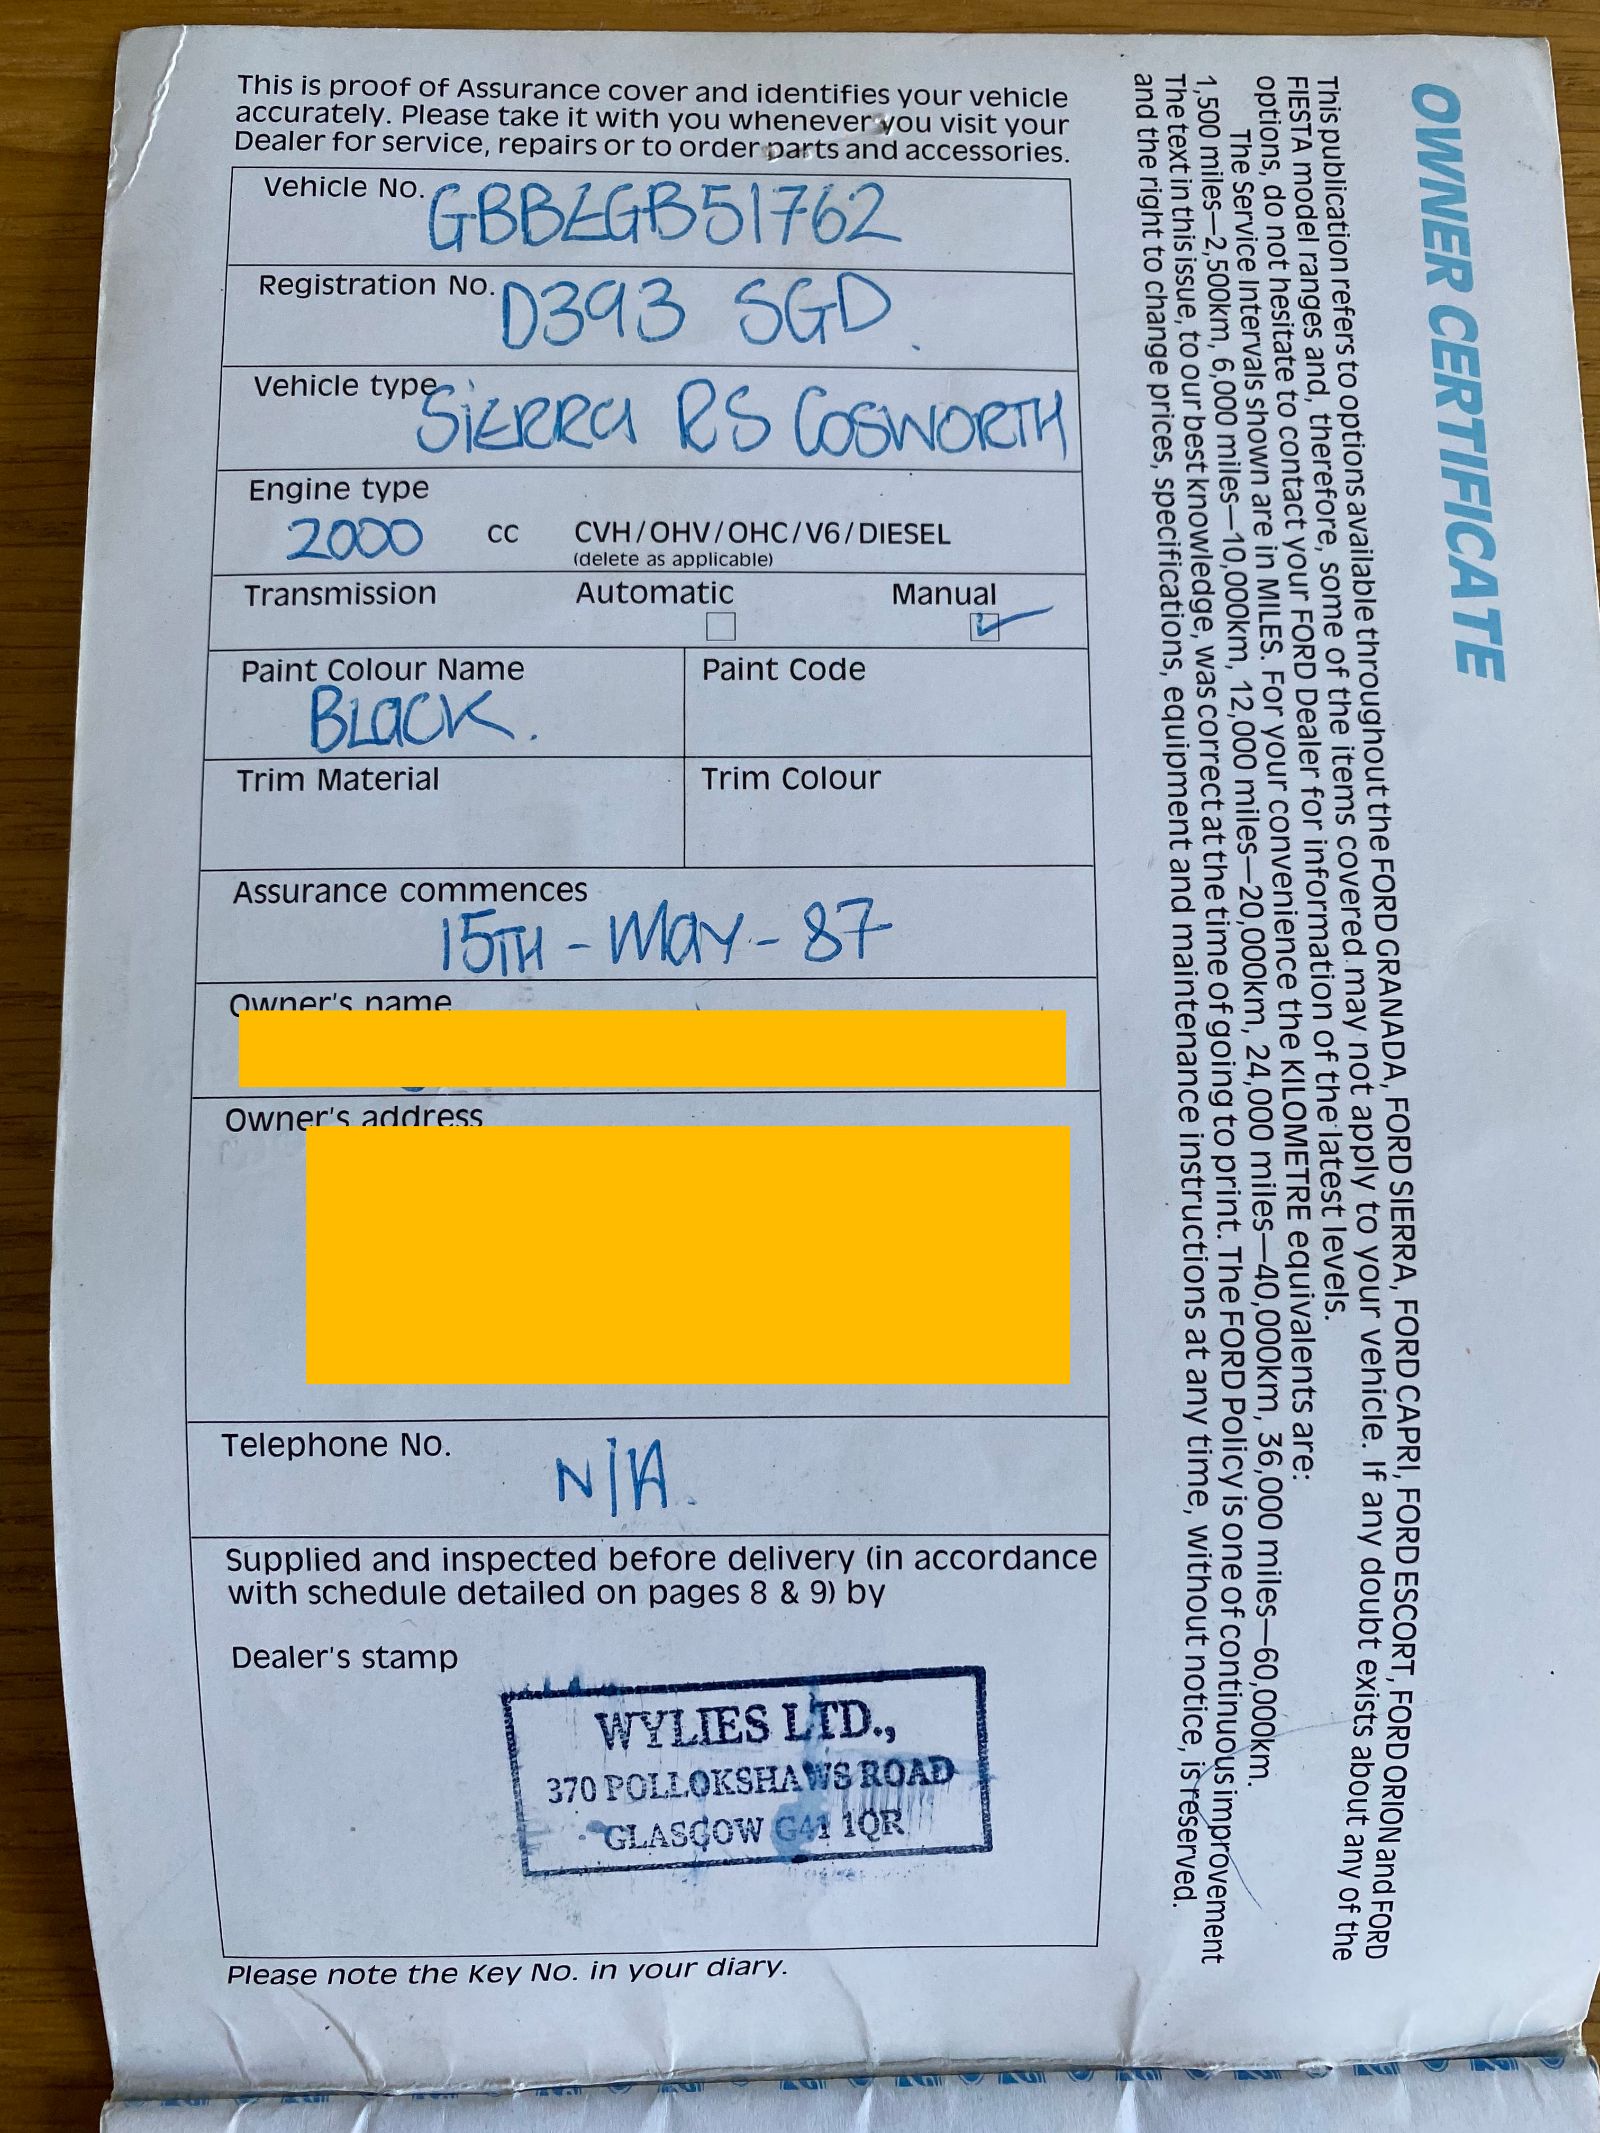 This is proof of Assurance cover and identifies your vehicle
accurately. Please take it with you whenever you visit your
Dealer for service, repairs or to order parts and accessories.
Vehicle No. GBBEGB51762
Registration No. D393 SGD
Vehicle type SiERRA RS COSWORTH
Engine type
2000 cc CVH/OHV/OHC/V6/DIESEL
(delete as applicable)
Transmission Automatic Manual
Paint Colour Name Paint Code
BLaCK.
Trim Material Trim Colour
Assurance commences
15TH - May - 87
Owner's name
Owner's address
Telephone No.
N/A
Supplied and inspected before delivery (in accordance
with schedule detailed on pages 8 & 9) by
Dealer's stamp
WYLIES LTD.,
370 POLLOKSHAWS ROAD
GLASGOW G41 1QR
Please note the Key No. in your diary.
OWNER CERTIFICATE
This publication refers to options available throughout the FORD GRANADA, FORD SIERRA, FORD CAPRI, FORD ESCORT, FORD ORION and FORD
FIESTA model ranges and, therefore, some of the items covered may not apply to your vehicle. If any doubt exists about any of the
options, do not hesitate to contact your FORD Dealer for information of the latest levels.
The Service Intervals shown are in MILES. For your convenience the KILOMETRE equivalents are:
1,500 miles—2,500km, 6,000 miles—10,000km, 12,000 miles—20,000km, 24,000 miles—40,000km, 36,000 miles—60,000km.
The text in this issue, to our best knowledge, was correct at the time of going to print. The FORD Policy is one of continuous improvement
and the right to change prices, specifications, equipment and maintenance instructions at any time, without notice, is reserved.